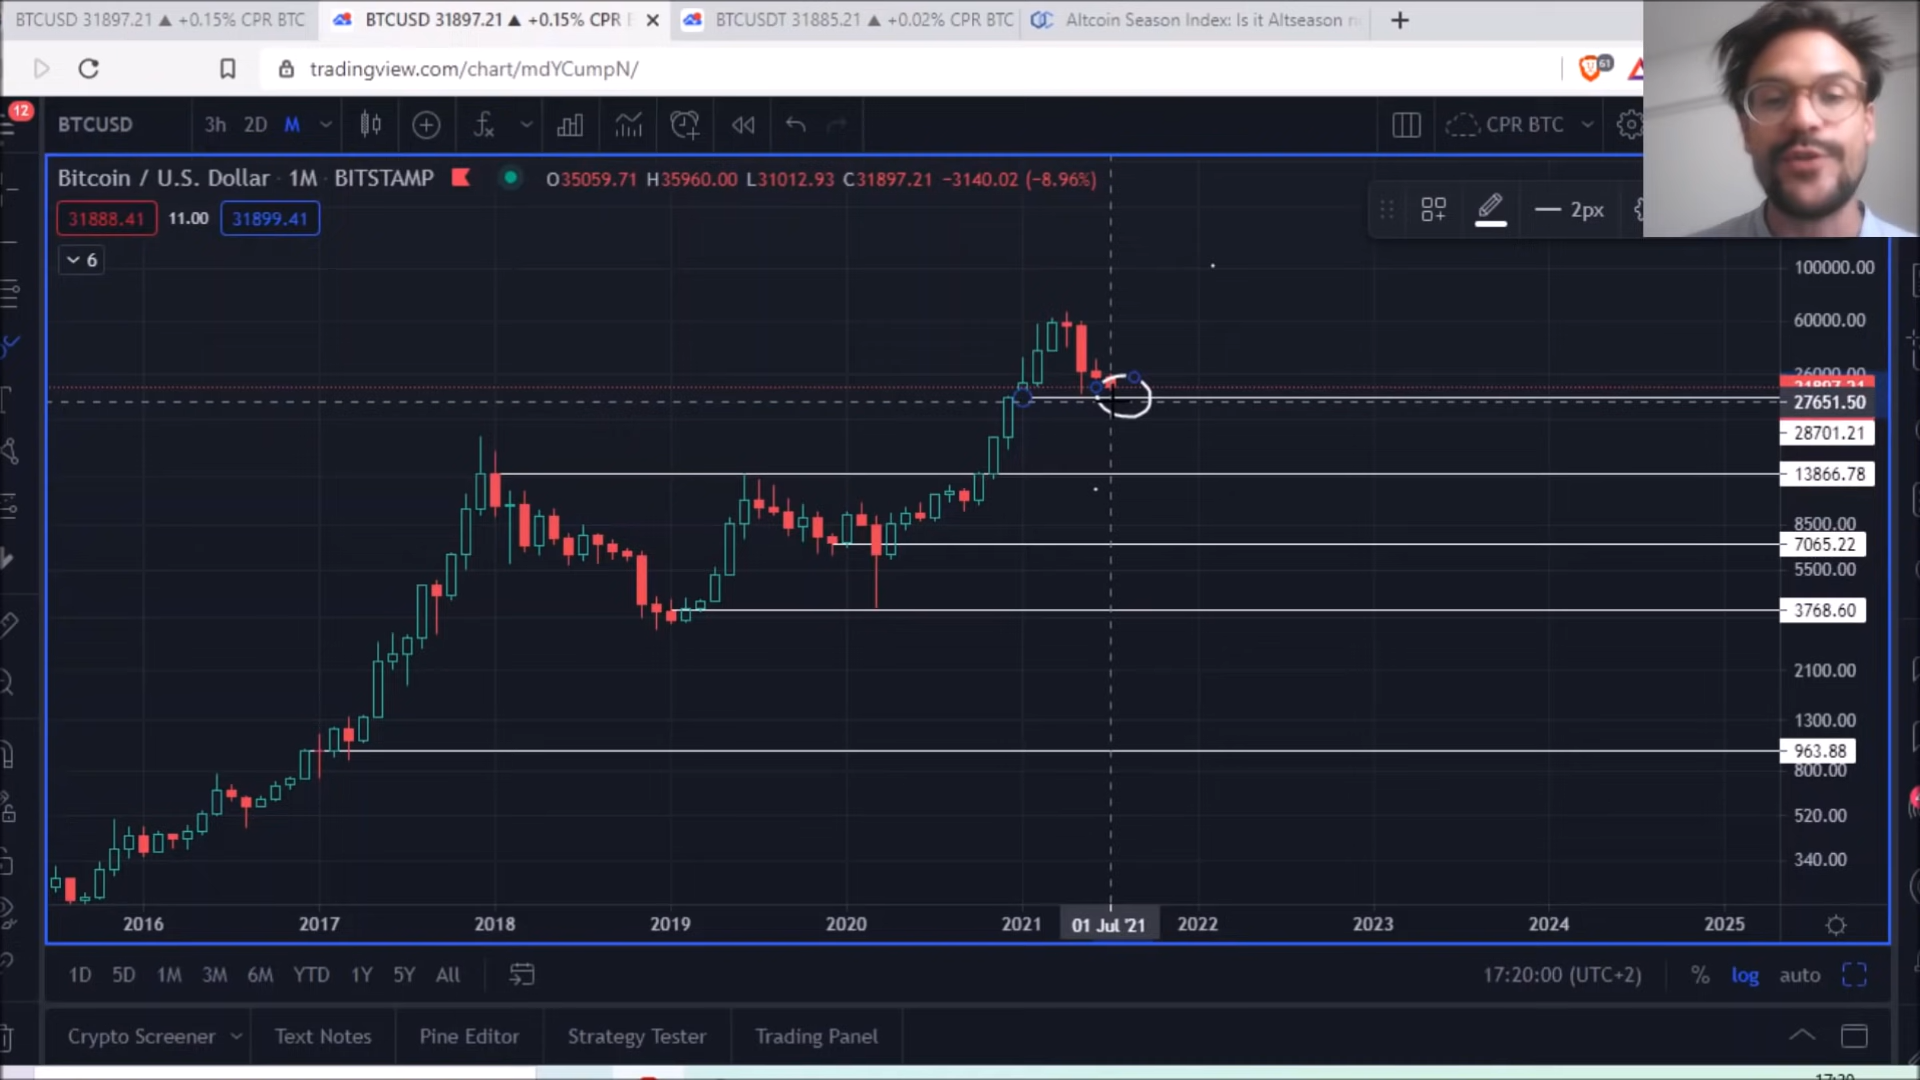 BTCUSD 31897.21 ▲ +0.15% CPR BTC
BTCUSD 31897.21 ▲ +0.15% CPR
BTCUSDT 31885.21 ▲ +0.02% CPR BTC
Altcoin Season Index: Is it Altseason
tradingview.com/chart/mdYCumpN/
61
12
BTCUSD 3h 2D M
CPR BTC
Bitcoin / U.S. Dollar · 1M · BITSTAMP
O35059.71 H35960.00 L31012.93 C31897.21 −3140.02 (−8.96%)
31888.41 11.00 31899.41
2px
6
100000.00
60000.00
27651.50
28701.21
13866.78
8500.00
7065.22
5500.00
3768.60
2100.00
1300.00
963.88
800.00
520.00
340.00
2016 2017 2018 2019 2020 2021 01 Jul '21 2022 2023 2024 2025
1D 5D 1M 3M 6M YTD 1Y 5Y All
17:20:00 (UTC+2) % log auto
Crypto Screener Text Notes Pine Editor Strategy Tester Trading Panel